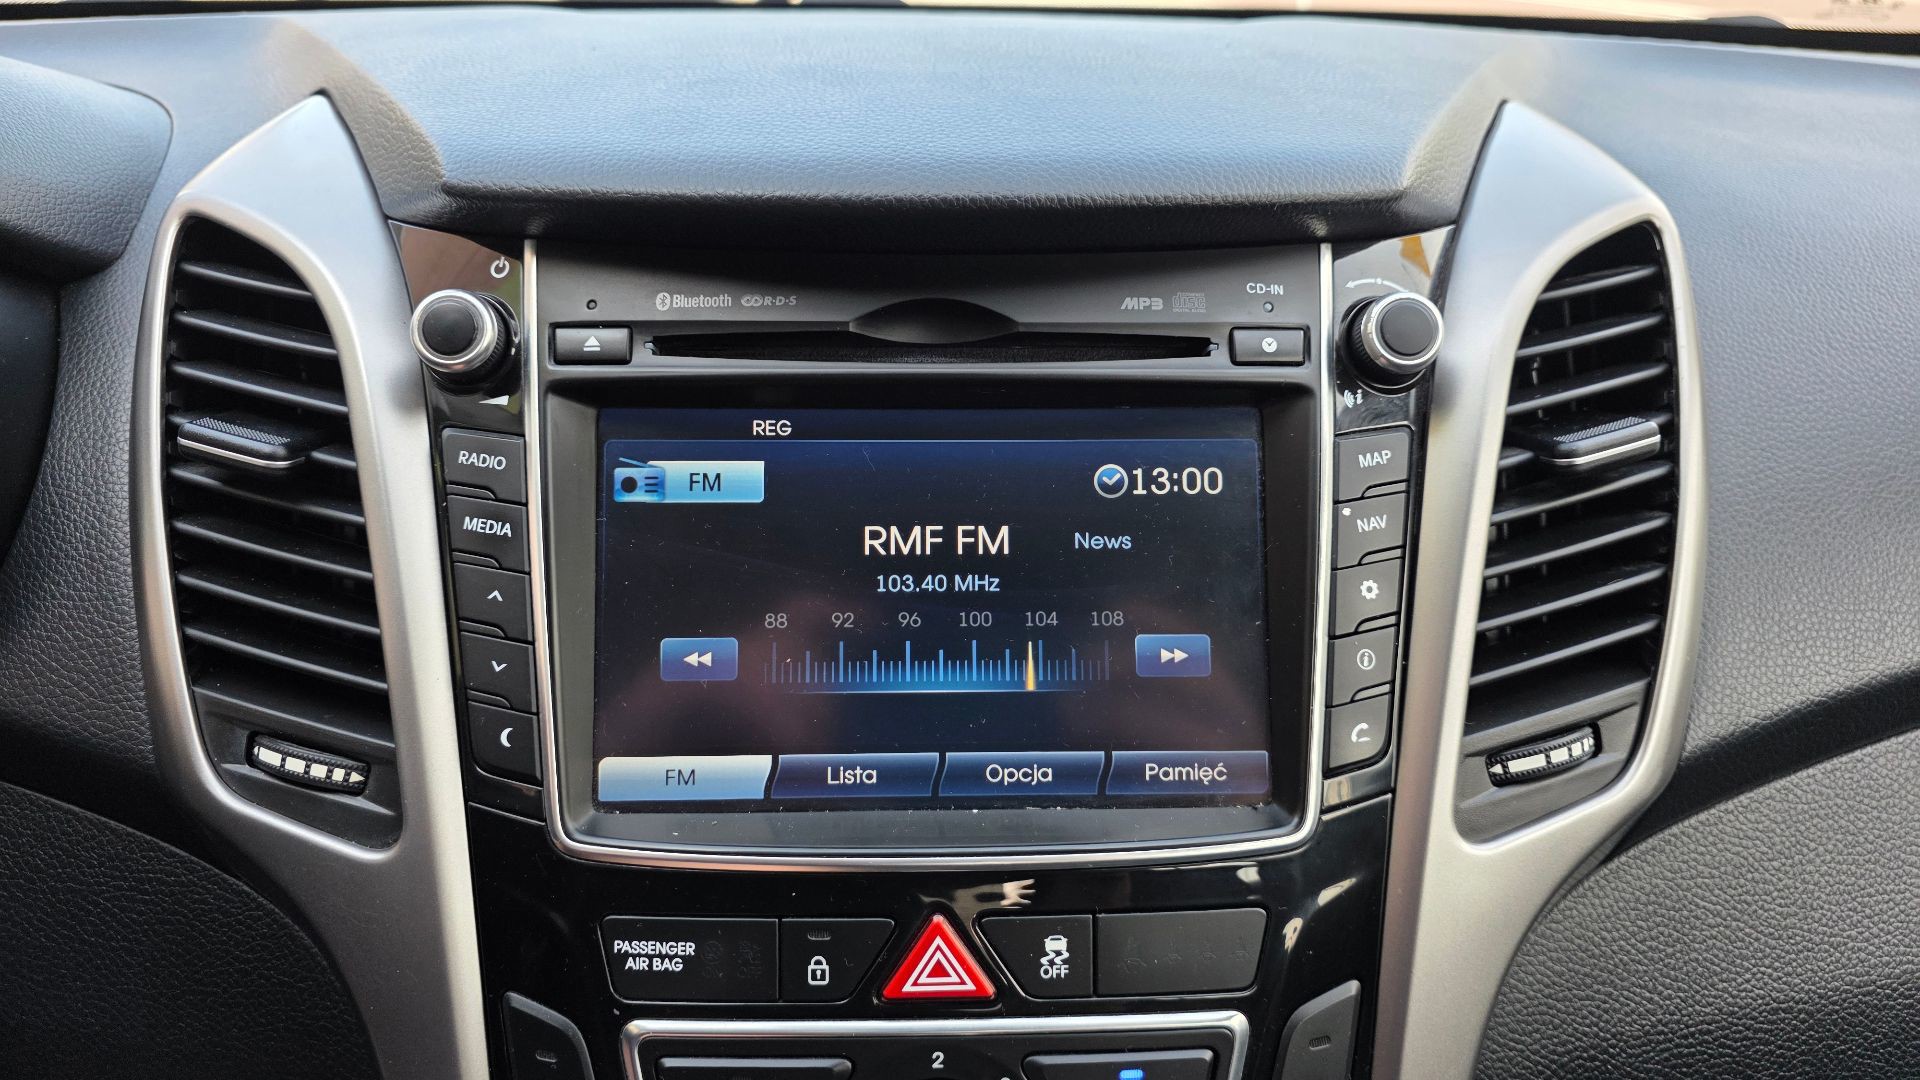 Bluetooth R·D·S
MP3 disc
CD-IN
RADIO
MEDIA
MAP
NAV
REG
FM
13:00
RMF FM News
103.40 MHz
88 92 96 100 104 108
FM Lista Opcja Pamięć
PASSENGER
AIR BAG
OFF
2